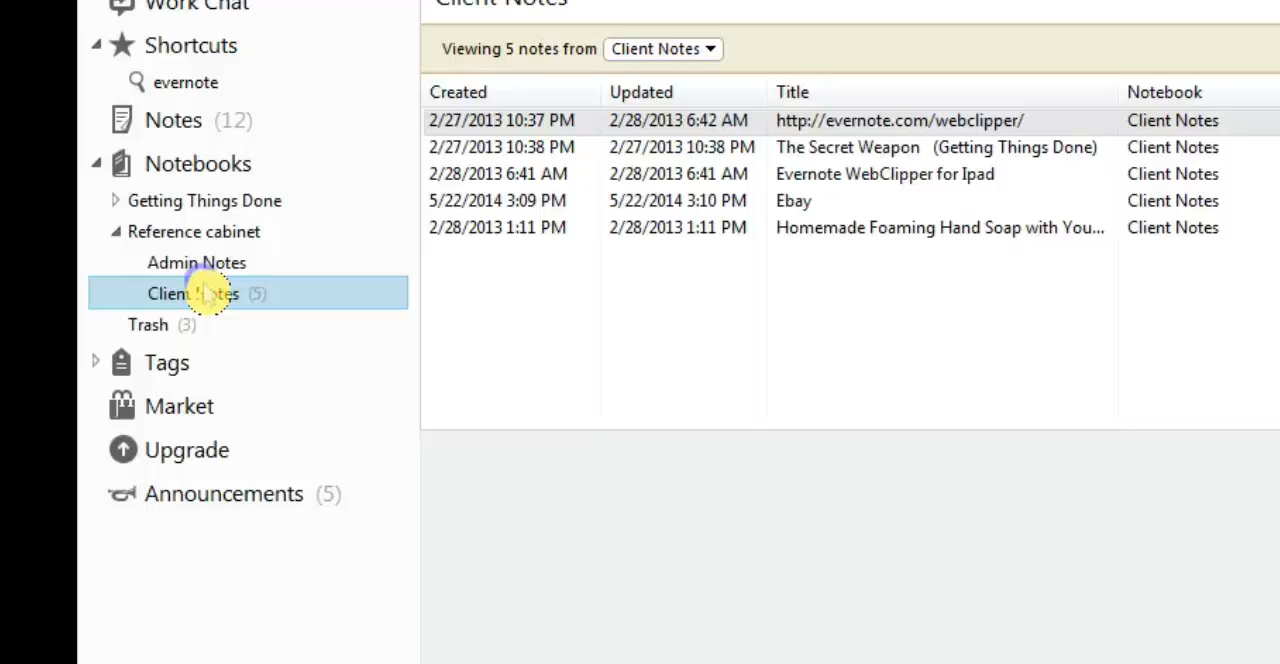 Work Chat
Client Notes
Shortcuts
Viewing 5 notes from Client Notes
evernote
Created Updated Title Notebook
Notes (12)
2/27/2013 10:37 PM 2/28/2013 6:42 AM http://evernote.com/webclipper/ Client Notes
2/27/2013 10:38 PM 2/27/2013 10:38 PM The Secret Weapon (Getting Things Done) Client Notes
Notebooks
2/28/2013 6:41 AM 2/28/2013 6:41 AM Evernote WebClipper for Ipad Client Notes
Getting Things Done
5/22/2014 3:09 PM 5/22/2014 3:10 PM Ebay Client Notes
Reference cabinet
2/28/2013 1:11 PM 2/28/2013 1:11 PM Homemade Foaming Hand Soap with You... Client Notes
Admin Notes
Client Notes (5)
Trash (3)
Tags
Market
Upgrade
Announcements (5)